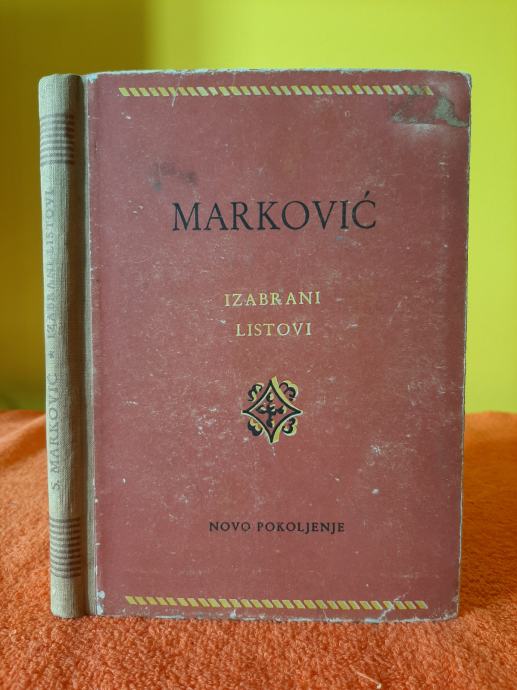 S. MARKOVIĆ * IZABRANI LISTOVI
MARKOVIĆ
IZABRANI
LISTOVI
NOVO POKOLJENJE